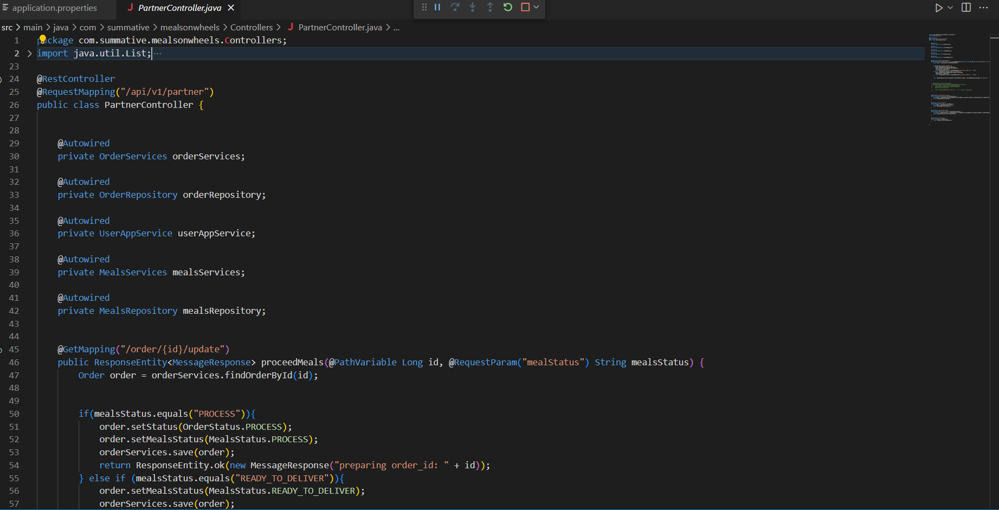 application.properties
J PartnerController.java
src > main > java > com > summative > mealsonwheels > Controllers > J PartnerController.java > ...
1 package com.summative.mealsonwheels.Controllers;
2 import java.util.List; ...
23
24 @RestController
25 @RequestMapping("/api/v1/partner")
26 public class PartnerController {
27
28
29 @Autowired
30 private OrderServices orderServices;
31
32 @Autowired
33 private OrderRepository orderRepository;
34
35 @Autowired
36 private UserAppService userAppService;
37
38 @Autowired
39 private MealsServices mealsServices;
40
41 @Autowired
42 private MealsRepository mealsRepository;
43
44
45 @GetMapping("/order/{id}/update")
46 public ResponseEntity<MessageResponse> proceedMeals(@PathVariable Long id, @RequestParam("mealStatus") String mealsStatus) {
47 Order order = orderServices.findOrderById(id);
48
49
50 if(mealsStatus.equals("PROCESS")){
51 order.setStatus(OrderStatus.PROCESS);
52 order.setMealsStatus(MealsStatus.PROCESS);
53 orderServices.save(order);
54 return ResponseEntity.ok(new MessageResponse("preparing order_id: " + id));
55 } else if (mealsStatus.equals("READY_TO_DELIVER")){
56 order.setMealsStatus(MealsStatus.READY_TO_DELIVER);
57 orderServices.save(order);